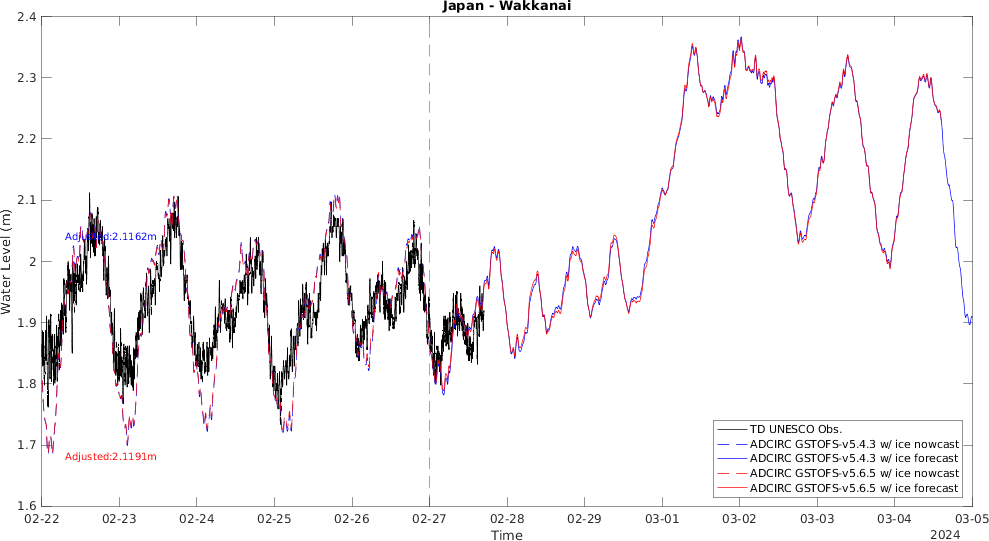 Japan - Wakkanai
2.4
2.3
2.2
2.1
2
1.9
1.8
1.7
1.6
Water Level (m)
Adjusted:2.1162m
Adjusted:2.1191m
TD UNESCO Obs.
ADCIRC GSTOFS-v5.4.3 w/ ice nowcast
ADCIRC GSTOFS-v5.4.3 w/ ice forecast
ADCIRC GSTOFS-v5.6.5 w/ ice nowcast
ADCIRC GSTOFS-v5.6.5 w/ ice forecast
02-22 02-23 02-24 02-25 02-26 02-27 02-28 02-29 03-01 03-02 03-03 03-04 03-05
Time
2024